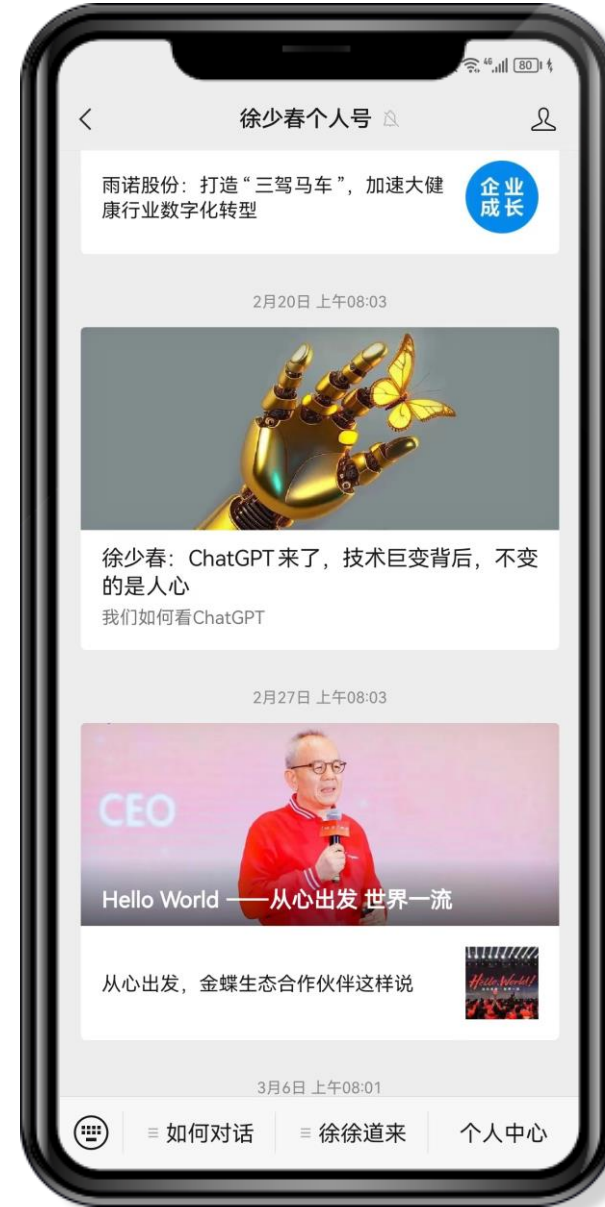 46 80
徐少春个人号
雨诺股份：打造“三驾马车”，加速大健
康行业数字化转型
企业
成长
2月20日 上午08:03
徐少春：ChatGPT 来了，技术巨变背后，不变
的是人心
我们如何看ChatGPT
2月27日 上午08:03
CEO
Hello World ——从心出发 世界一流
从心出发，金蝶生态合作伙伴这样说
Hello World!
3月6日 上午08:01
如何对话
徐徐道来
个人中心